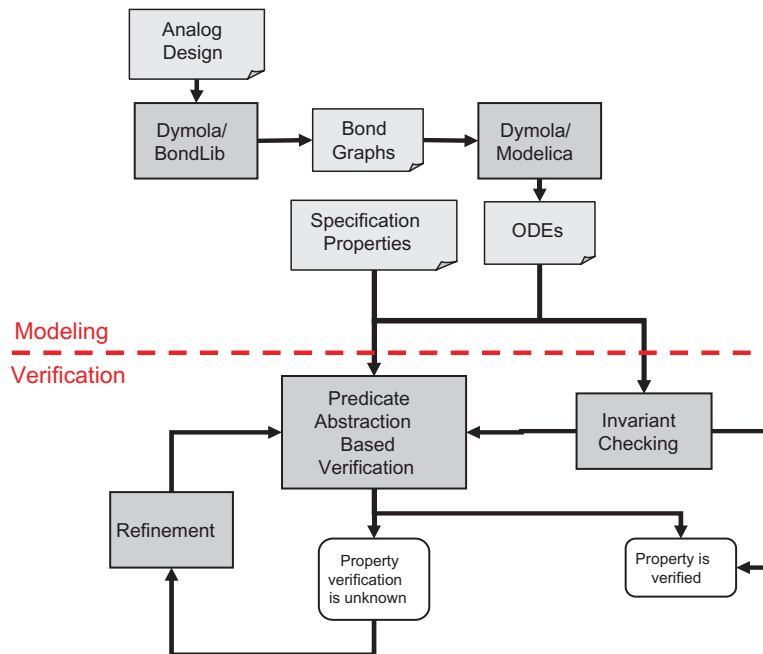 Analog
Design
Dymola/
BondLib
Bond
Graphs
Dymola/
Modelica
Specification
Properties
ODEs
Modeling
Verification
Predicate
Abstraction
Based
Verification
Invariant
Checking
Refinement
Property
verification
is unknown
Property is
verified